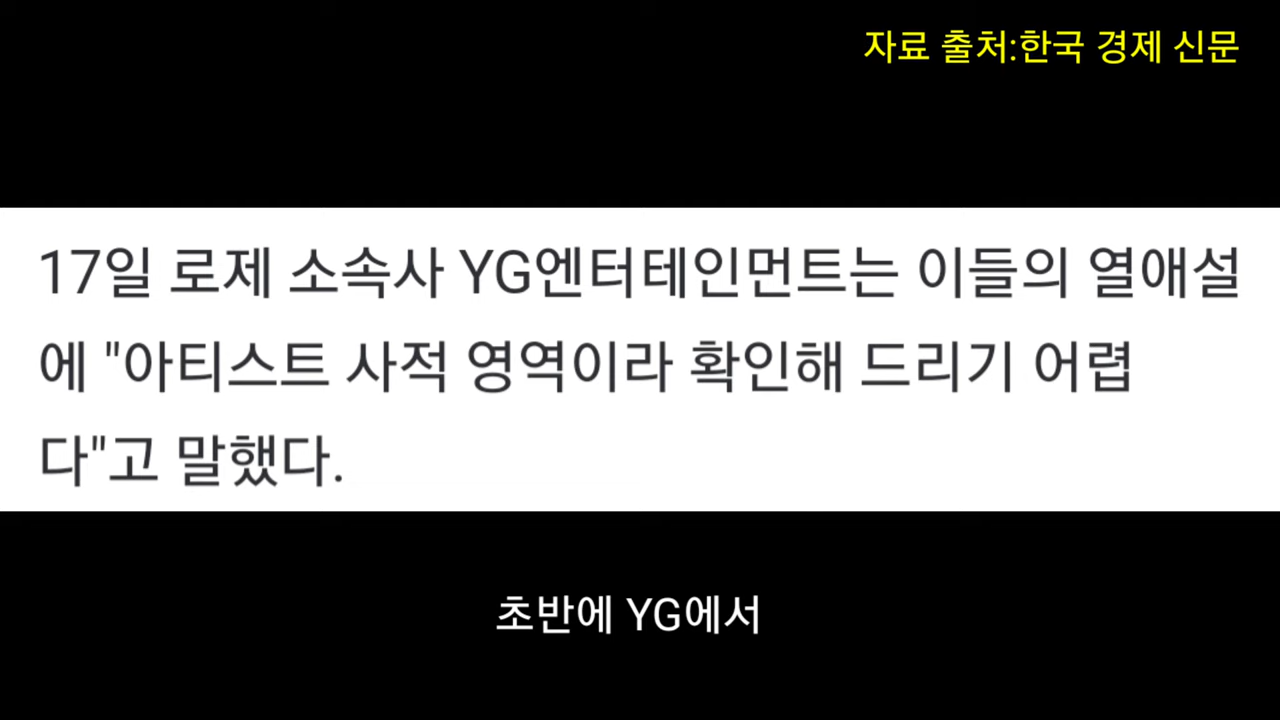 자료 출처:한국 경제 신문
17일 로제 소속사 YG엔터테인먼트는 이들의 열애설
에 "아티스트 사적 영역이라 확인해 드리기 어렵
다"고 말했다.
초반에 YG에서